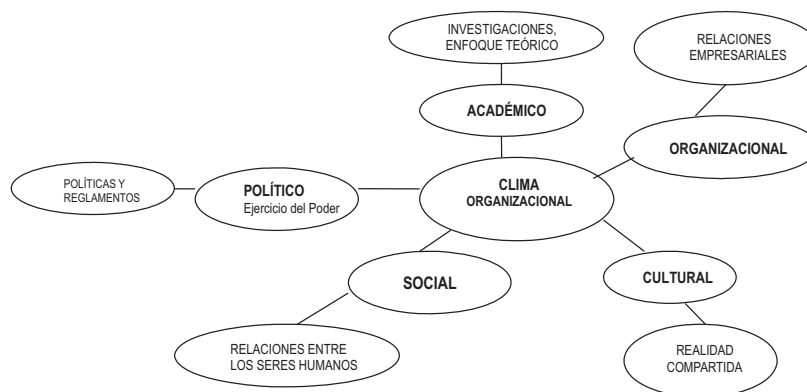 INVESTIGACIONES,
ENFOQUE TEÓRICO
RELACIONES
EMPRESARIALES
ACADÉMICO
ORGANIZACIONAL
POLÍTICAS Y
REGLAMENTOS
POLÍTICO
Ejercicio del Poder
CLIMA
ORGANIZACIONAL
SOCIAL
CULTURAL
RELACIONES ENTRE
LOS SERES HUMANOS
REALIDAD
COMPARTIDA